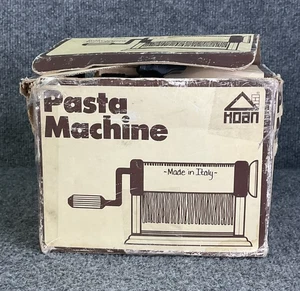 Pasta
Machine
HOAN
-Made in Italy-